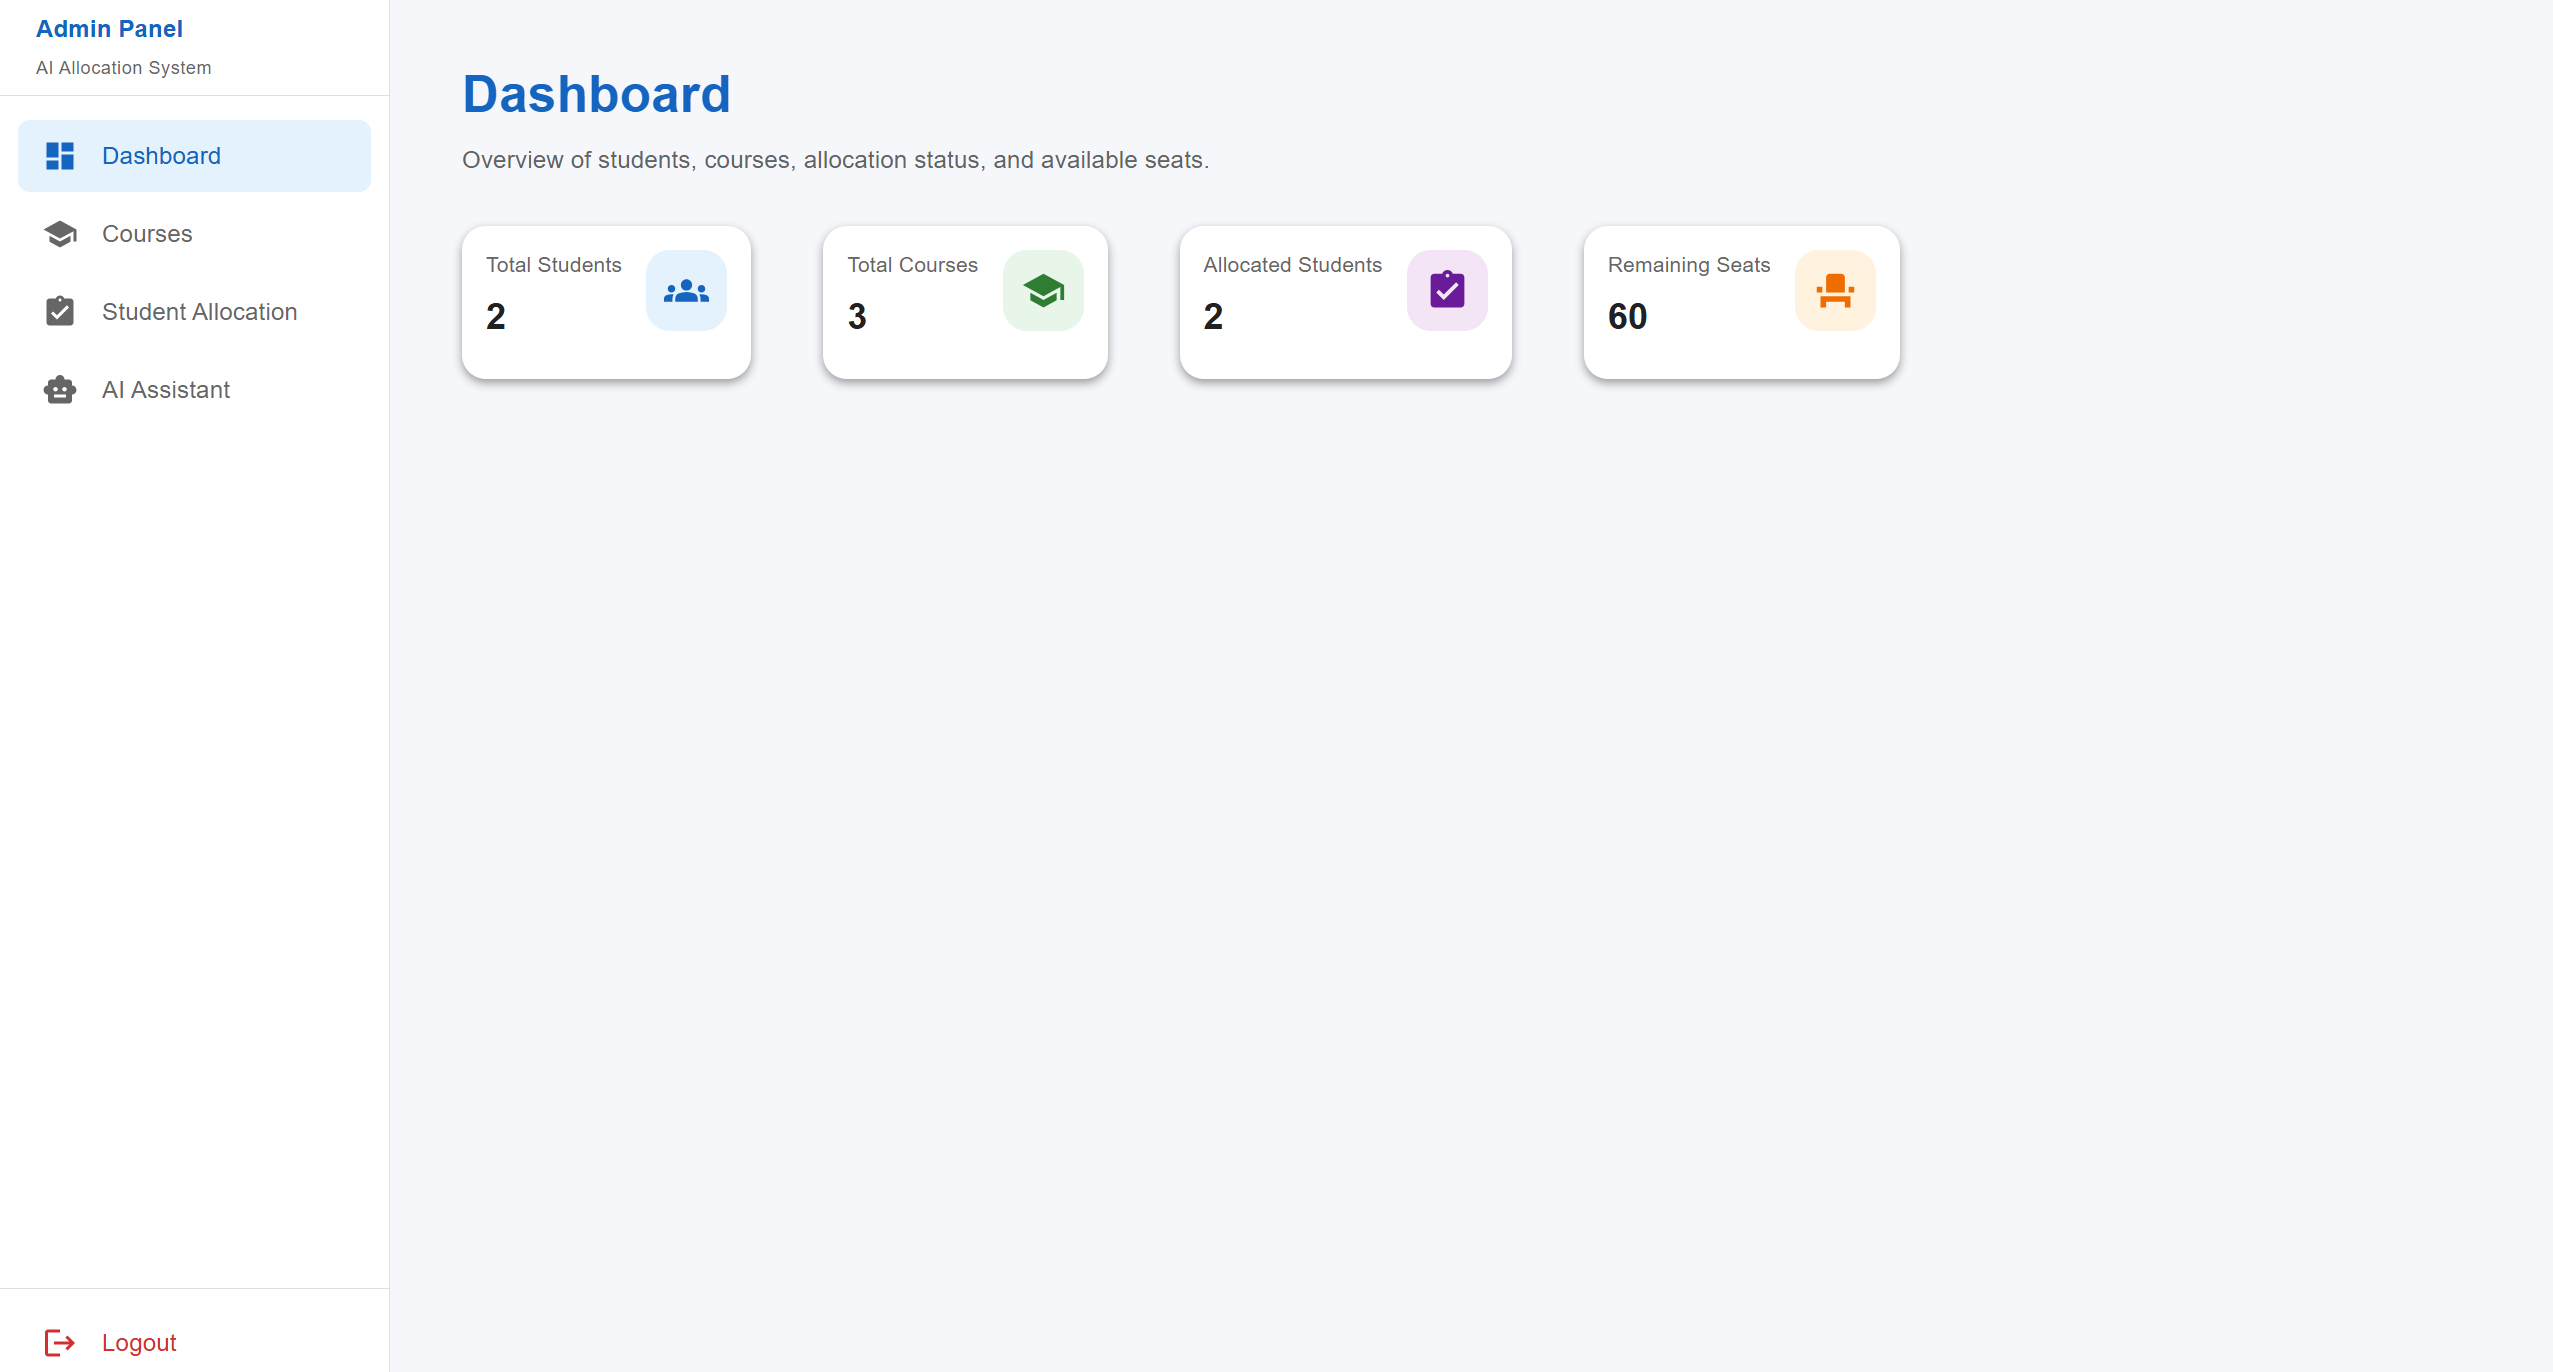 Admin Panel
AI Allocation System
Dashboard
Courses
Student Allocation
AI Assistant
Logout
Dashboard
Overview of students, courses, allocation status, and available seats.
Total Students
2
Total Courses
3
Allocated Students
2
Remaining Seats
60